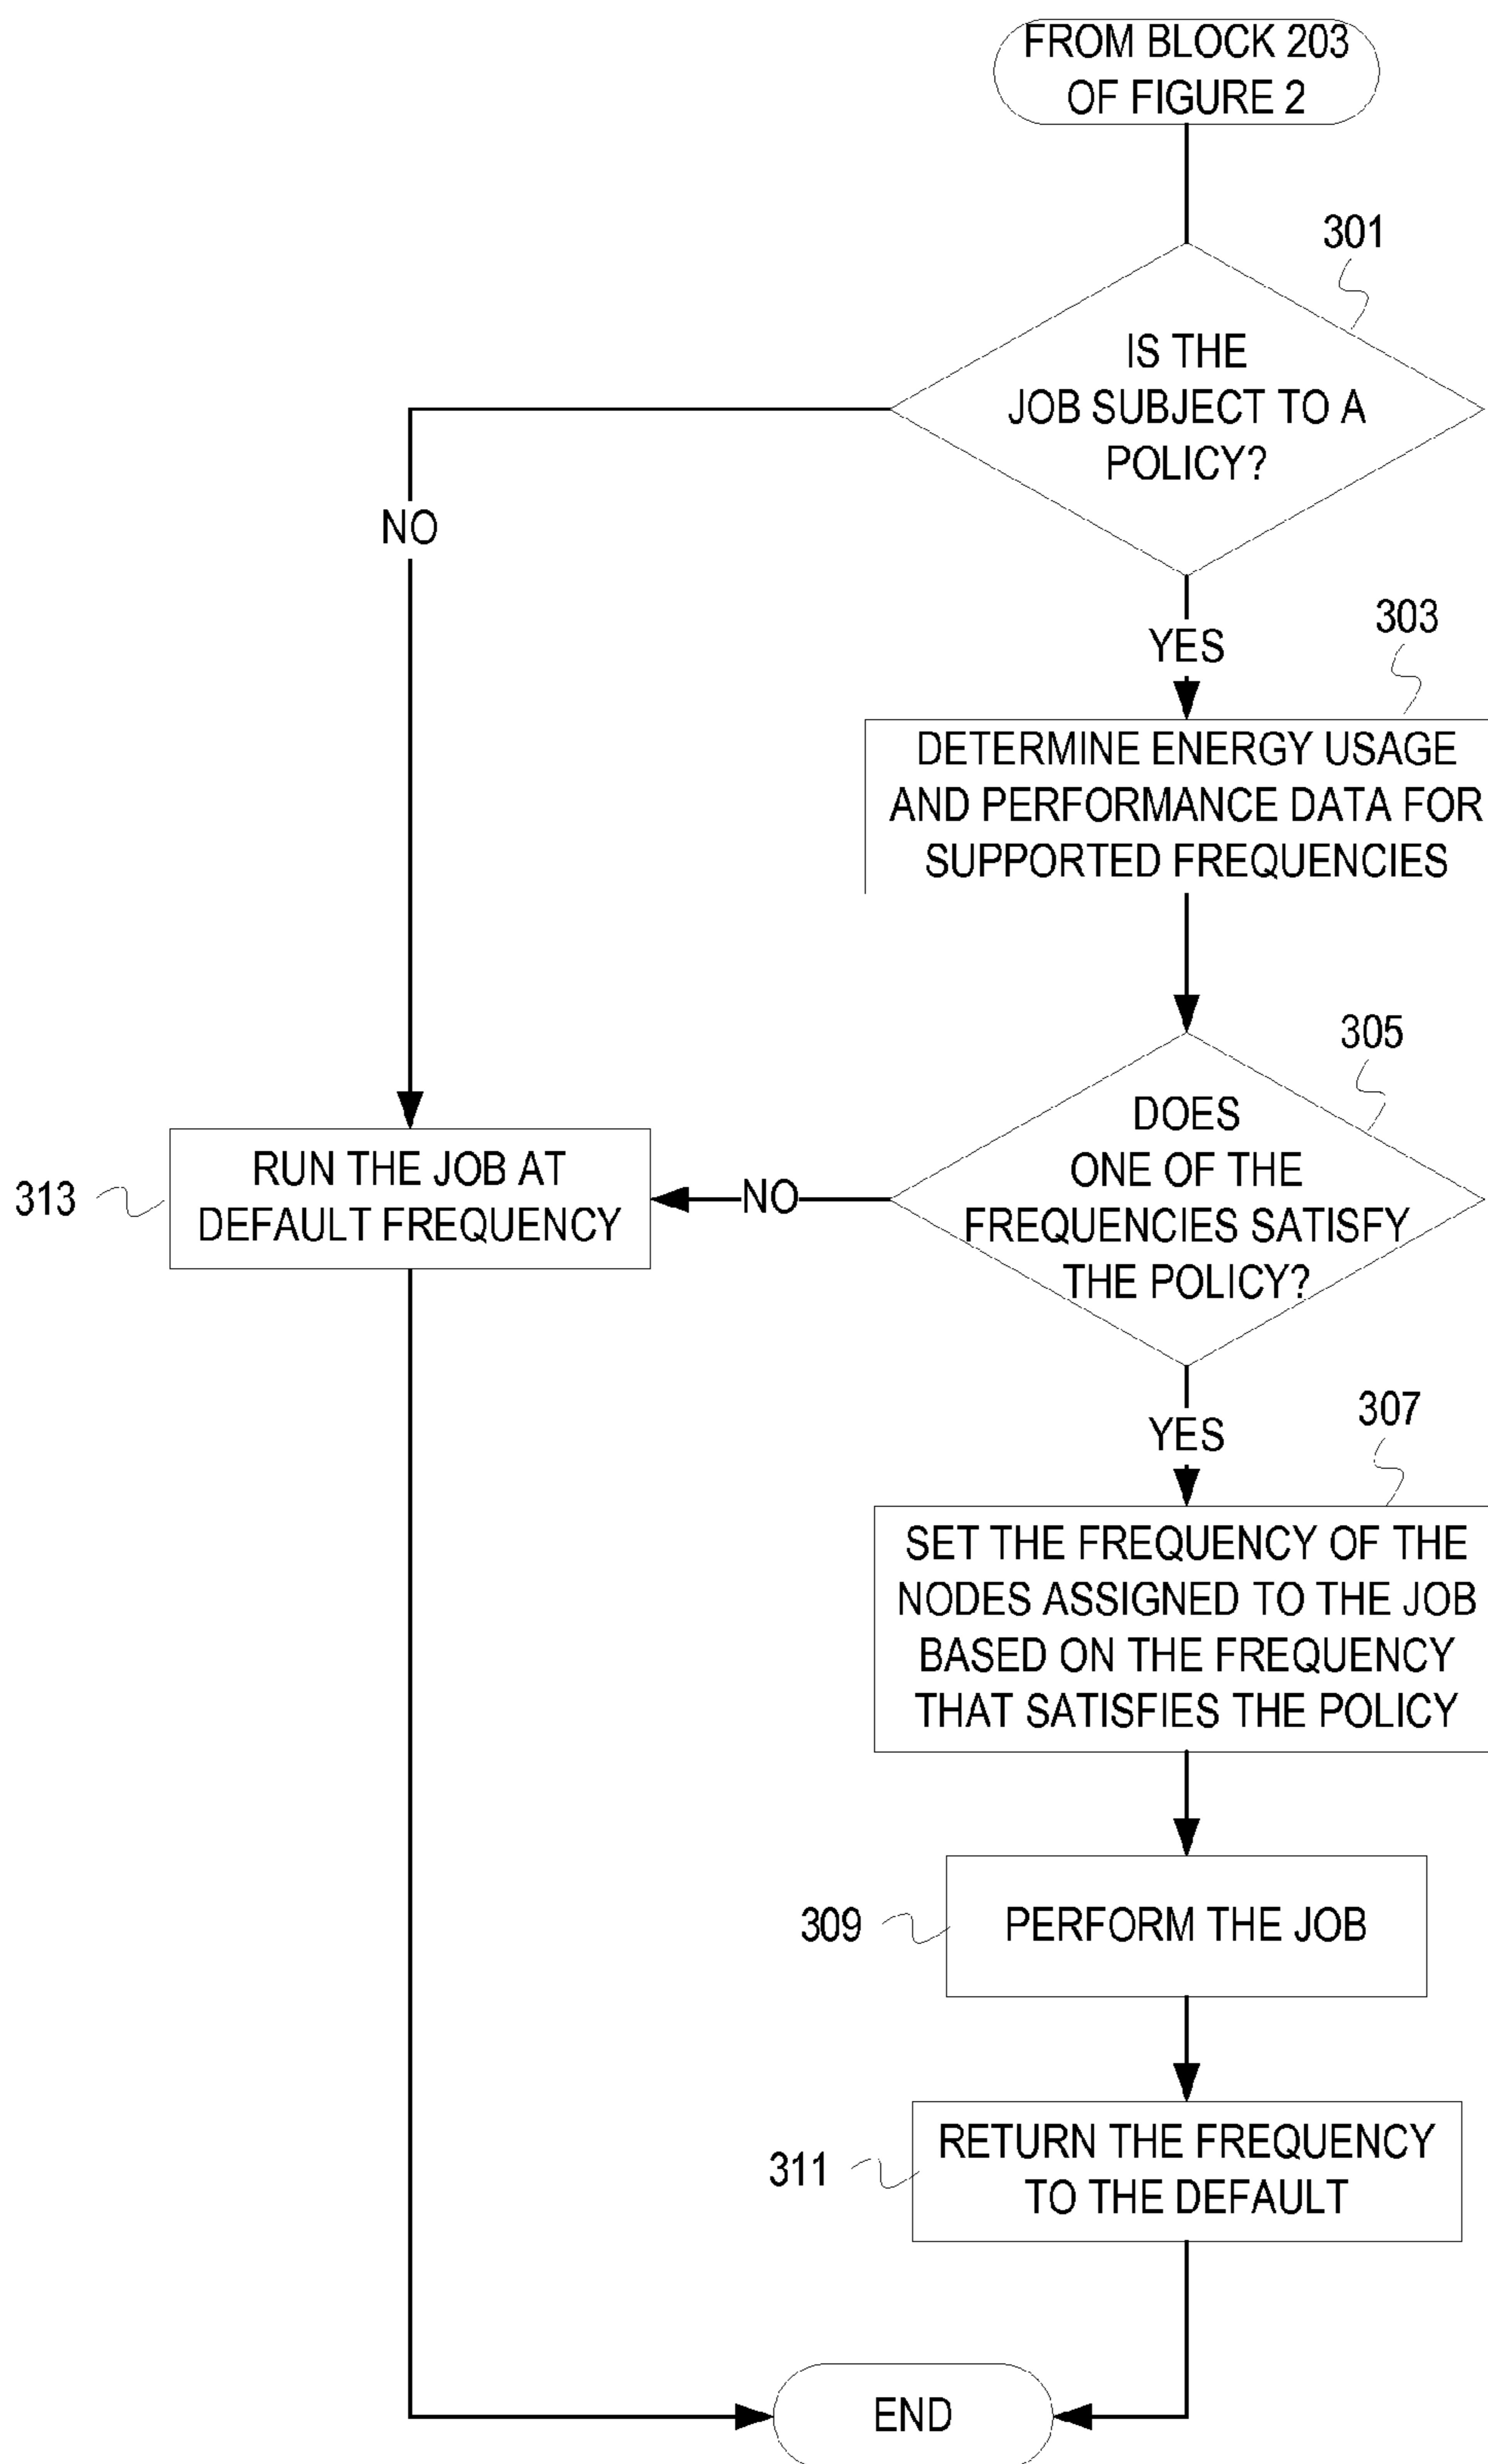 FROM BLOCK 203
OF FIGURE 2
301
IS THE
JOB SUBJECT TO A
POLICY?
NO
YES
303
DETERMINE ENERGY USAGE
AND PERFORMANCE DATA FOR
SUPPORTED FREQUENCIES
305
DOES
ONE OF THE
FREQUENCIES SATISFY
THE POLICY?
NO
313
RUN THE JOB AT
DEFAULT FREQUENCY
YES
307
SET THE FREQUENCY OF THE
NODES ASSIGNED TO THE JOB
BASED ON THE FREQUENCY
THAT SATISFIES THE POLICY
309
PERFORM THE JOB
311
RETURN THE FREQUENCY
TO THE DEFAULT
END